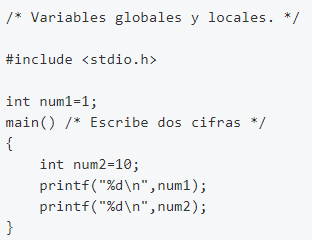 /* Variables globales y locales. */
#include <stdio.h>
int num1=1;
main() /* Escribe dos cifras */
{
    int num2=10;
    printf("%d\n",num1);
    printf("%d\n",num2);
}